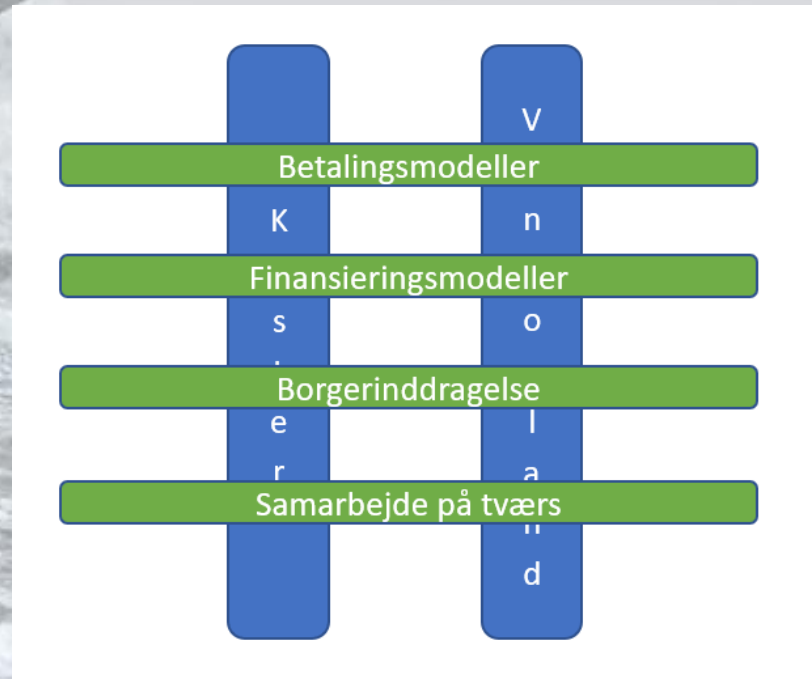 Betalingsmodeller
Finansieringsmodeller
Borgerinddragelse
Samarbejde på tværs